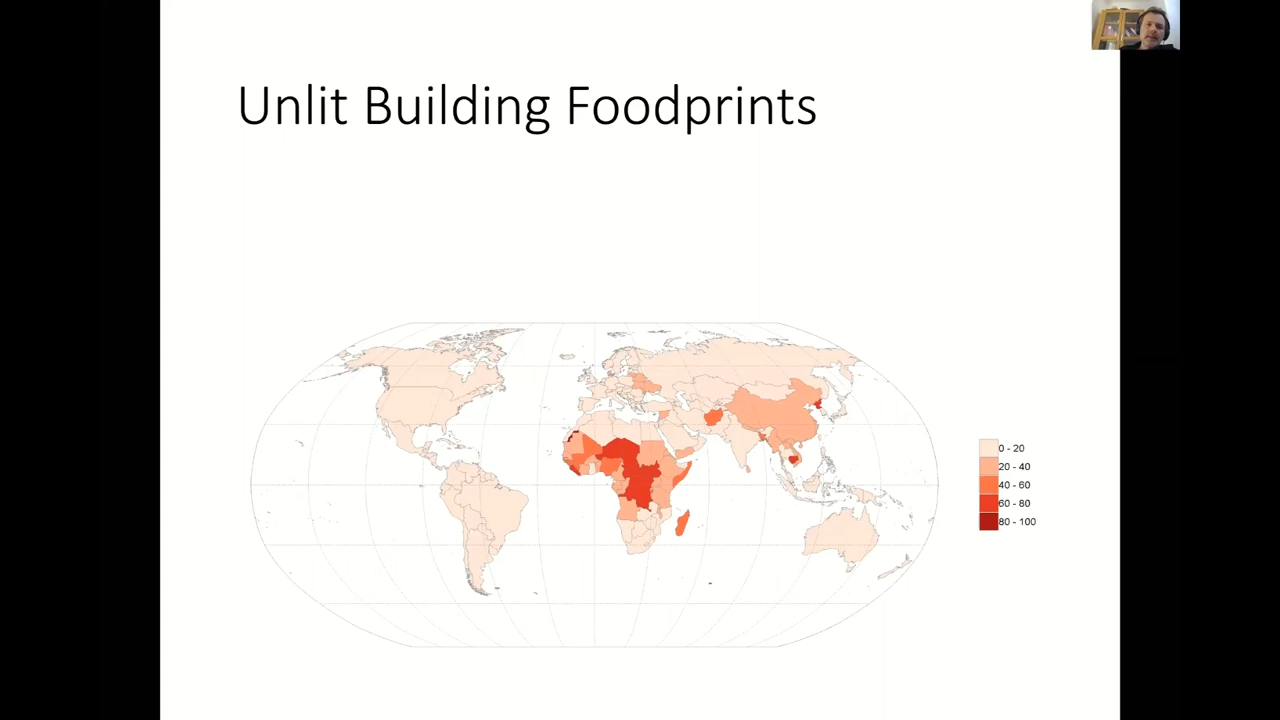 Unlit Building Foodprints
0 - 20
20 - 40
40 - 60
60 - 80
80 - 100